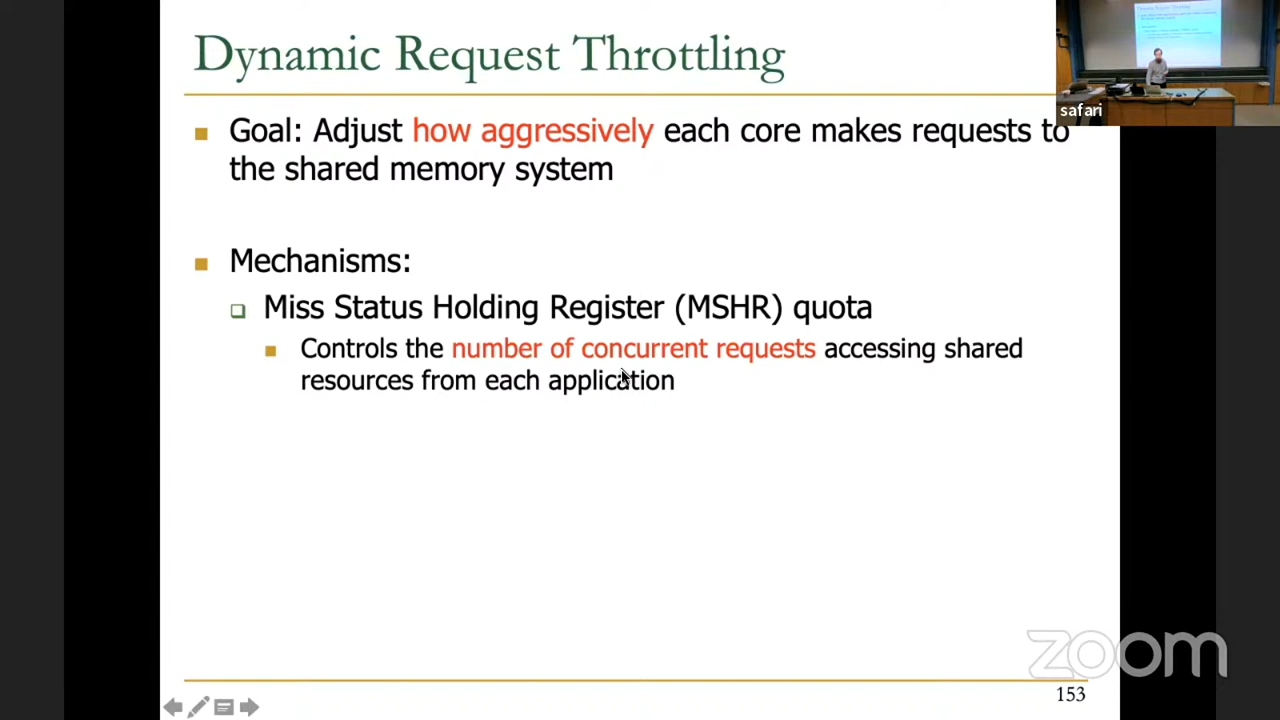 Dynamic Request Throttling
safari
Goal: Adjust how aggressively each core makes requests to
the shared memory system
Mechanisms:
Miss Status Holding Register (MSHR) quota
Controls the number of concurrent requests accessing shared
resources from each application
zoom
153